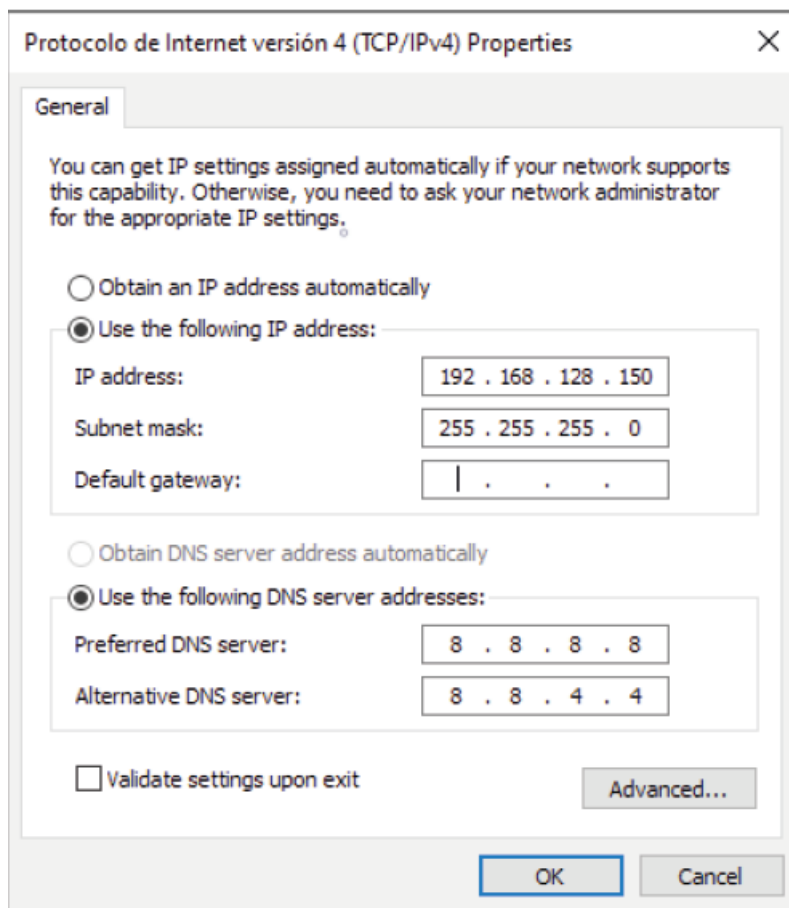 Protocolo de Internet versión 4 (TCP/IPv4) Properties
General
You can get IP settings assigned automatically if your network supports
this capability. Otherwise, you need to ask your network administrator
for the appropriate IP settings.
Obtain an IP address automatically
Use the following IP address:
IP address: 192 . 168 . 128 . 150
Subnet mask: 255 . 255 . 255 . 0
Default gateway: . . .
Obtain DNS server address automatically
Use the following DNS server addresses:
Preferred DNS server: 8 . 8 . 8 . 8
Alternative DNS server: 8 . 8 . 4 . 4
Validate settings upon exit
Advanced...
OK Cancel